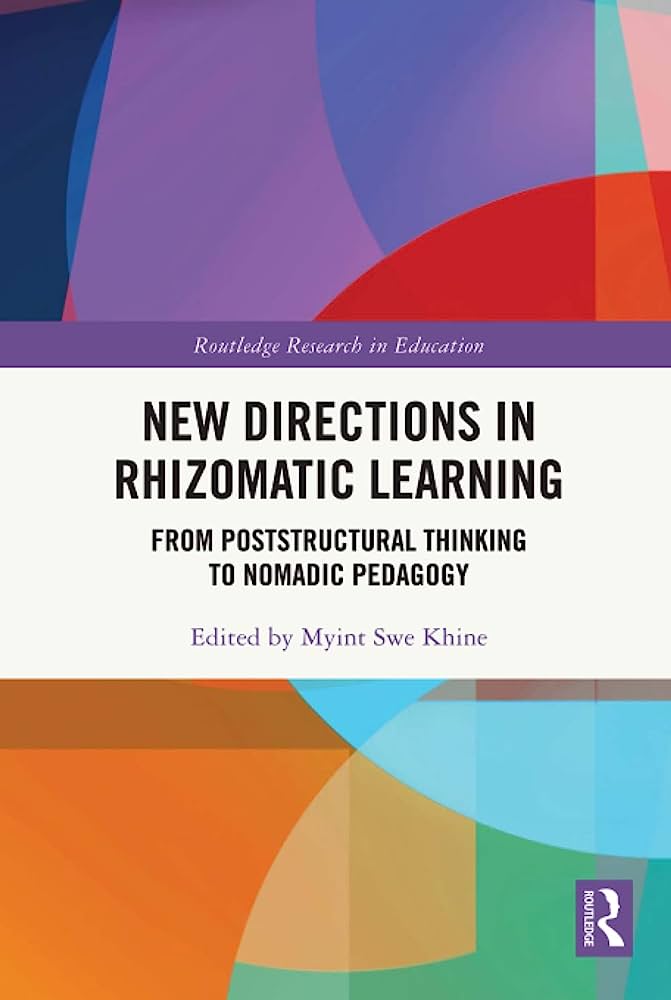 Routledge Research in Education
NEW DIRECTIONS IN
RHIZOMATIC LEARNING
FROM POSTSTRUCTURAL THINKING
TO NOMADIC PEDAGOGY
Edited by Myint Swe Khine
ROUTLEDGE